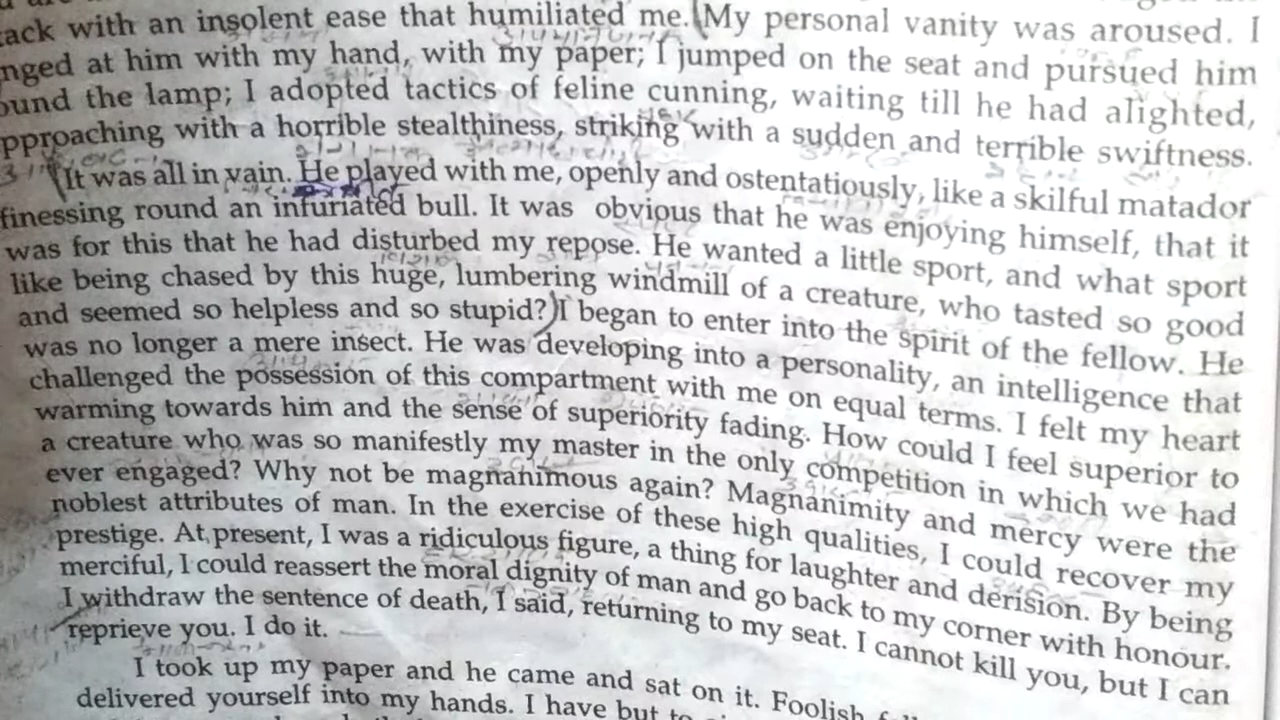 ack with an insolent ease that humiliated me. My personal vanity was aroused. I
nged at him with my hand, with my paper; I jumped on the seat and pursued him
ound the lamp; I adopted tactics of feline cunning, waiting till he had alighted,
pproaching with a horrible stealthiness, striking with a sudden and terrible swiftness.
It was all in vain. He played with me, openly and ostentatiously, like a skilful matador
finessing round an infuriated bull. It was obvious that he was enjoying himself, that it
was for this that he had disturbed my repose. He wanted a little sport, and what sport
like being chased by this huge, lumbering windmill of a creature, who tasted so good
and seemed so helpless and so stupid? I began to enter into the spirit of the fellow. He
was no longer a mere insect. He was developing into a personality, an intelligence that
challenged the possession of this compartment with me on equal terms. I felt my heart
warming towards him and the sense of superiority fading. How could I feel superior to
a creature who was so manifestly my master in the only competition in which we had
ever engaged? Why not be magnanimous again? Magnanimity and mercy were the
noblest attributes of man. In the exercise of these high qualities, I could recover my
prestige. At present, I was a ridiculous figure, a thing for laughter and derision. By being
merciful, I could reassert the moral dignity of man and go back to my corner with honour.
I withdraw the sentence of death, I said, returning to my seat. I cannot kill you, but I can
reprieve you. I do it.
I took up my paper and he came and sat on it. Foolish
delivered yourself into my hands. I have but to